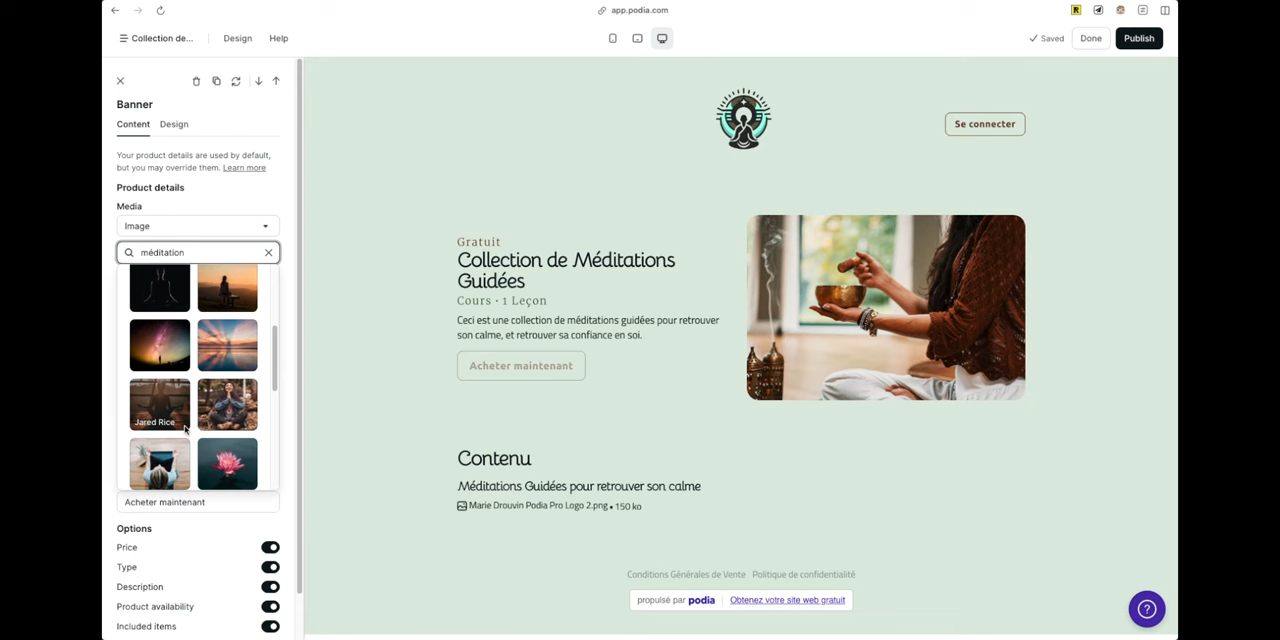 app.podia.com
R
Collection de...
Design
Help
Saved
Done
Publish
Banner
Content
Design
Your product details are used by default,
but you may override them. Learn more
Product details
Media
Image
méditation
Jared Rice
Acheter maintenant
Options
Price
Type
Description
Product availability
Included items
Se connecter
Gratuit
Collection de Méditations
Guidées
Cours • 1 Leçon
Ceci est une collection de méditations guidées pour retrouver
son calme, et retrouver sa confiance en soi.
Acheter maintenant
Contenu
Méditations Guidées pour retrouver son calme
Marie Drouvin Podia Pro Logo 2.png • 150 ko
Conditions Générales de Vente Politique de confidentialité
propulsé par podia Obtenez votre site web gratuit
?